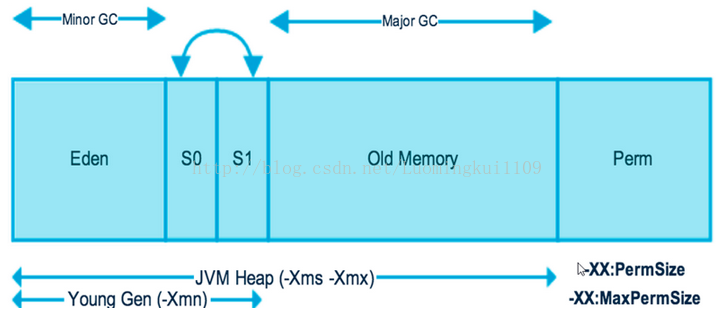 Minor GC
Major GC
Eden
S0
S1
Old Memory
Perm
http://blog.csdn.net/Luomingkui1109
JVM Heap (-Xms -Xmx)
-XX:PermSize
Young Gen (-Xmn)
-XX:MaxPermSize